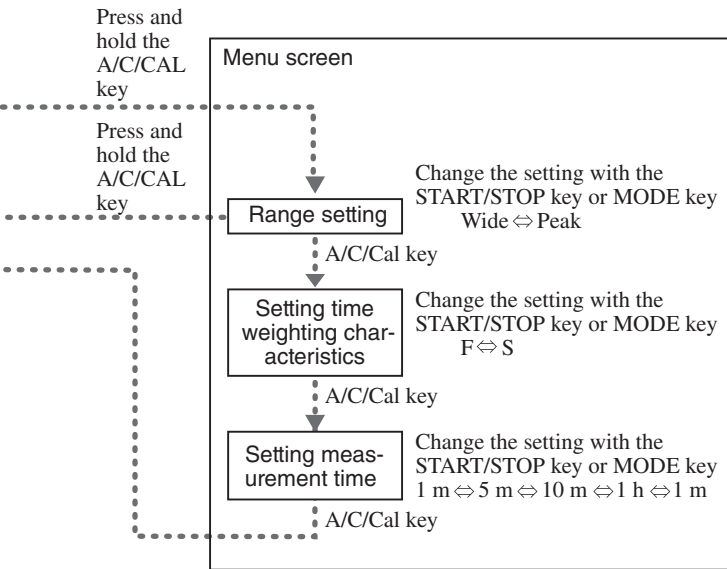 Press and
hold the
A/C/CAL
key
Menu screen
Press and
hold the
A/C/CAL
key
Range setting
Change the setting with the
START/STOP key or MODE key
Wide ⇔ Peak
A/C/Cal key
Setting time
weighting char-
acteristics
Change the setting with the
START/STOP key or MODE key
F ⇔ S
A/C/Cal key
Setting meas-
urement time
Change the setting with the
START/STOP key or MODE key
1 m ⇔ 5 m ⇔ 10 m ⇔ 1 h ⇔ 1 m
A/C/Cal key